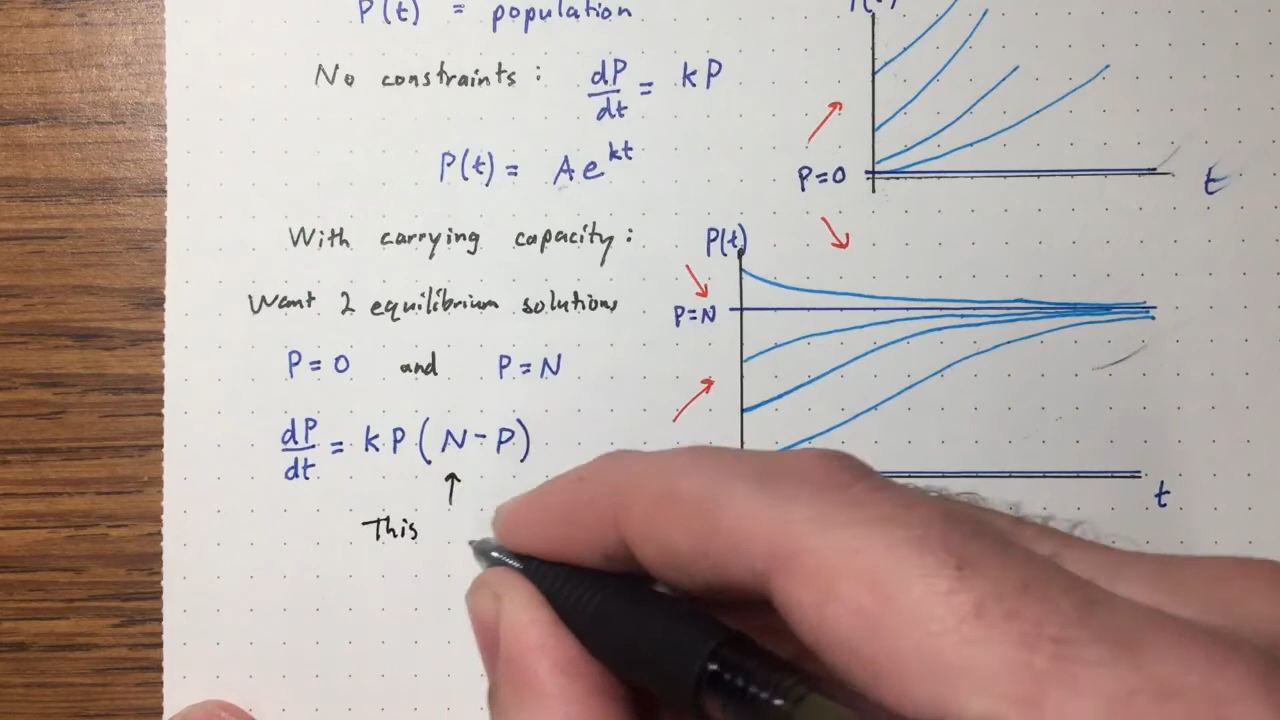 P(t) = population
No constraints: dP/dt = kP
P(t) = Ae^kt
P=0
t
With carrying capacity:
P(t)
Want 2 equilibrium solutions
P=N
P=0 and P=N
dP/dt = kP(N-P)
t
This